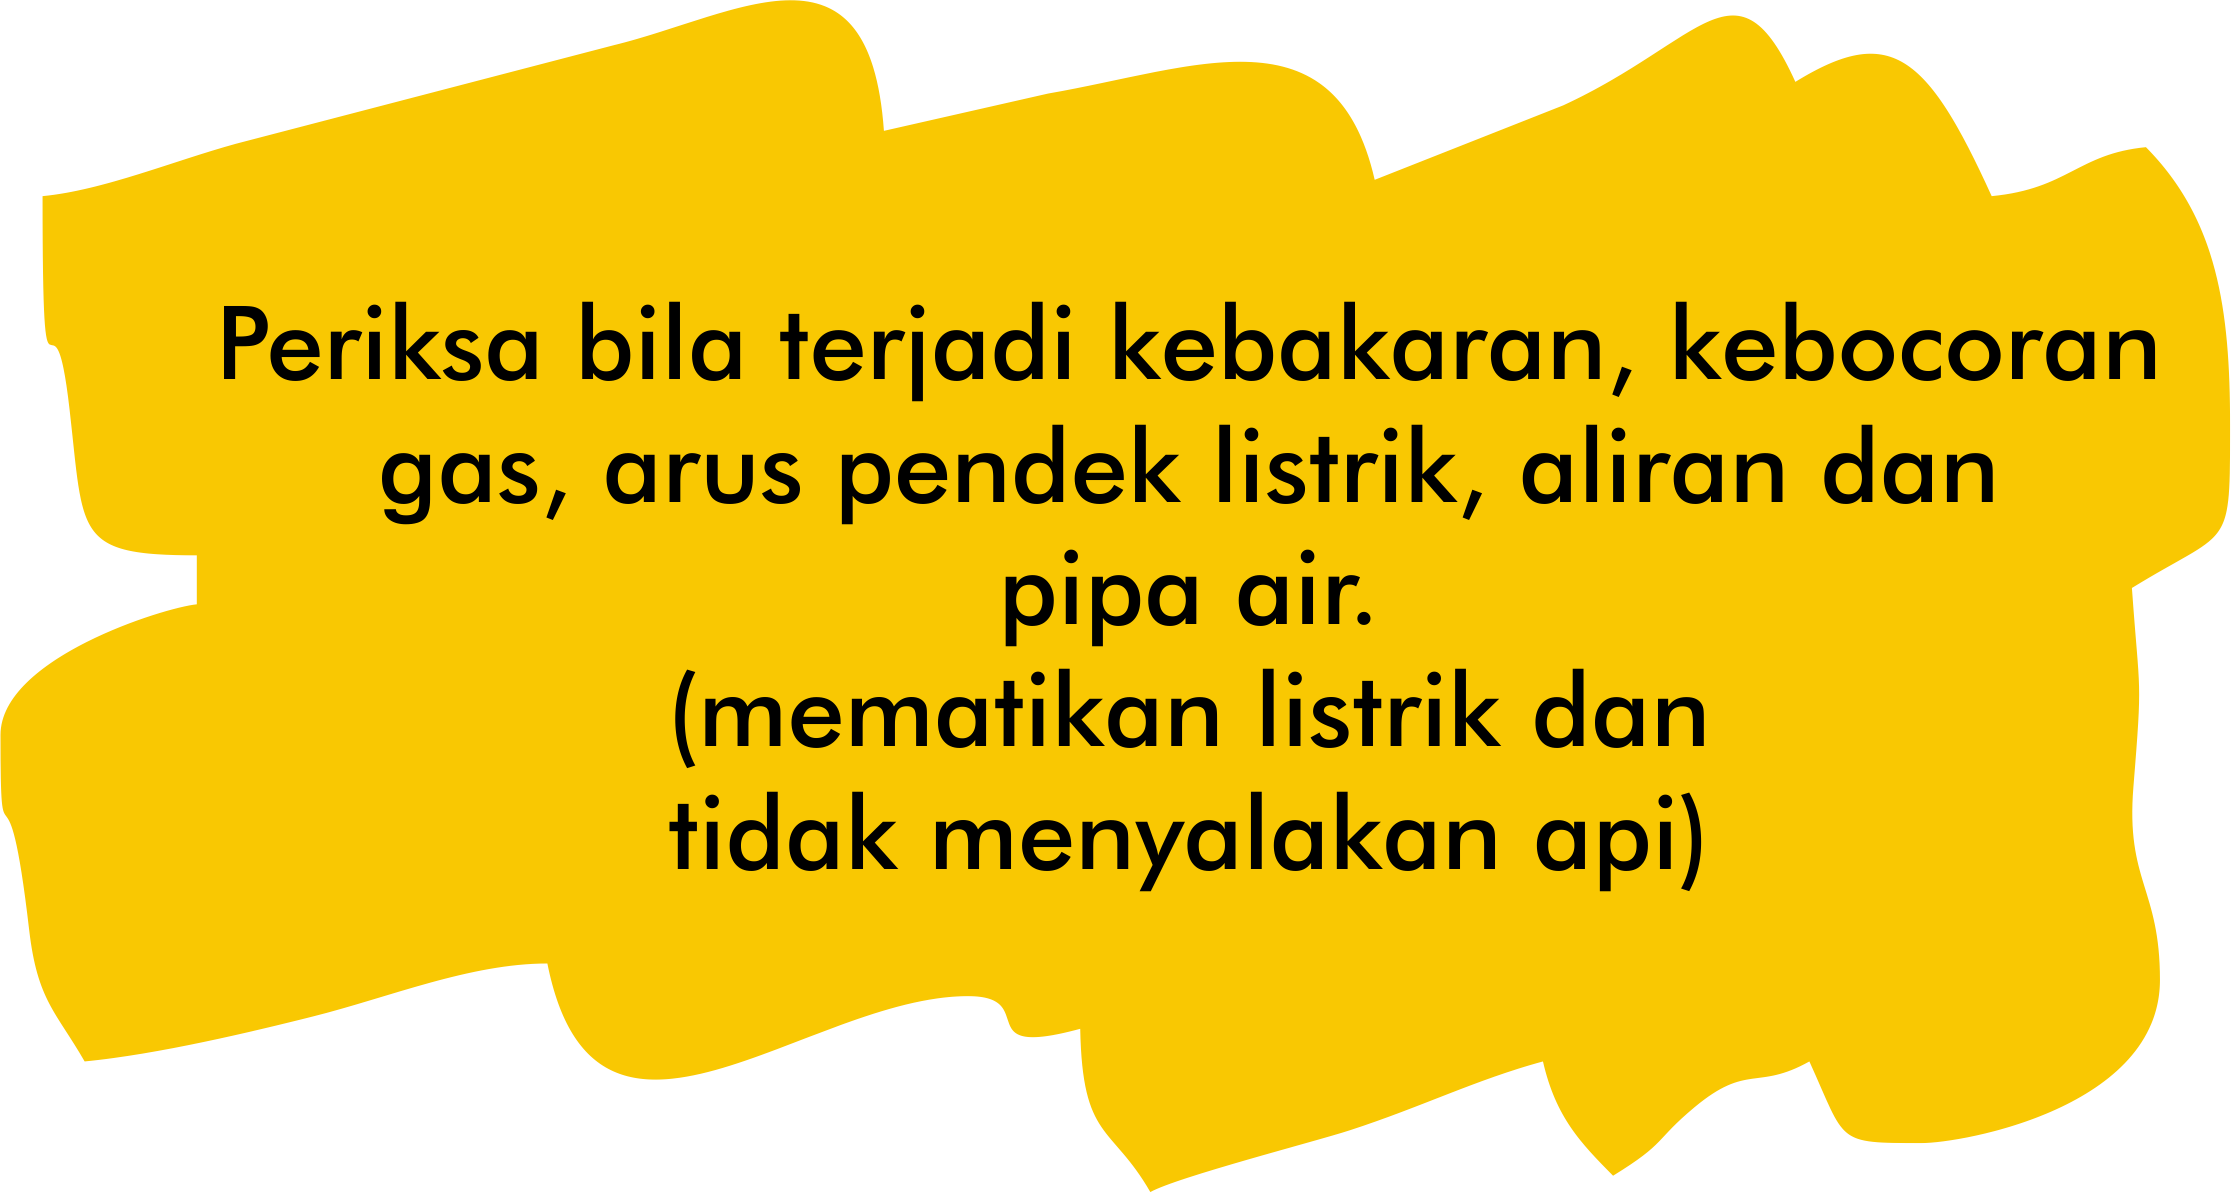 Periksa bila terjadi kebakaran, kebocoran
gas, arus pendek listrik, aliran dan
pipa air.
(mematikan listrik dan
tidak menyalakan api)